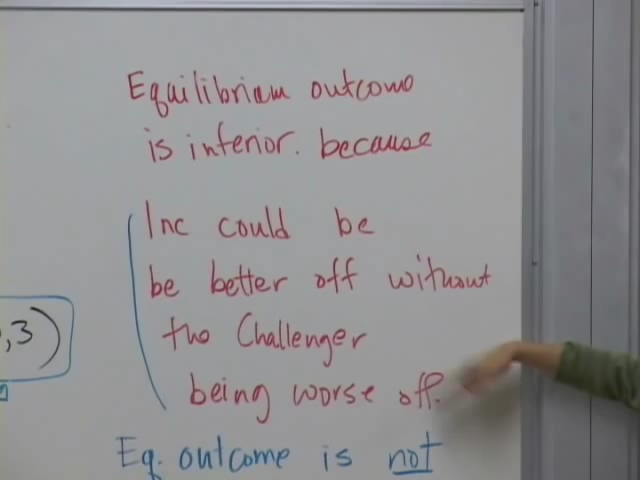 Equilibrium outcome
is inferior. because
Inc could be
be better off without
the Challenger
being worse off.
,3)
Eq. outcome is not